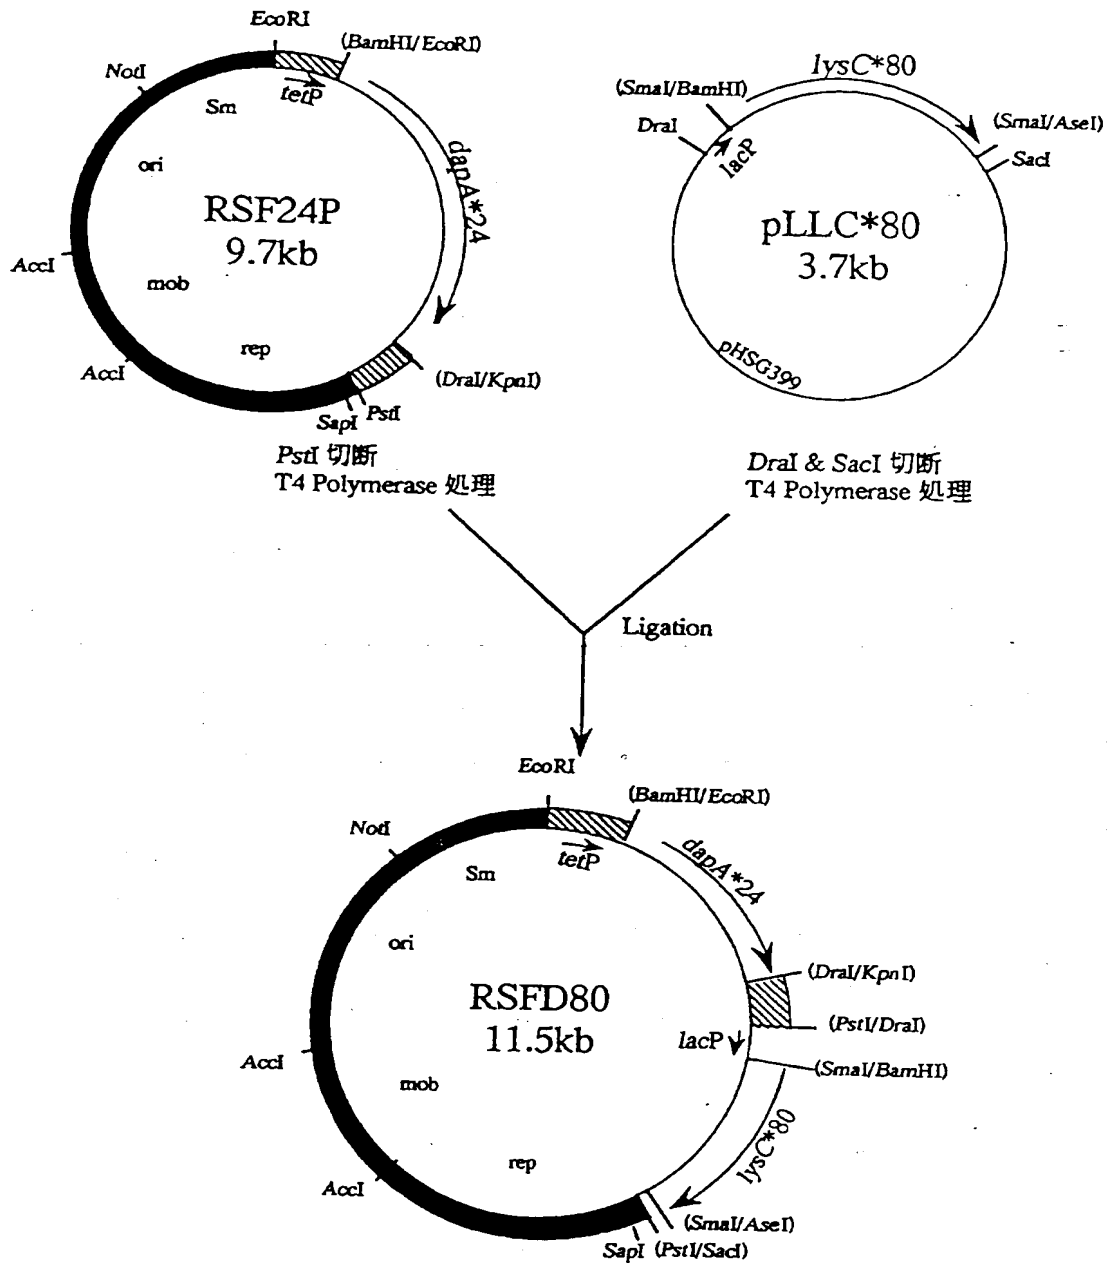 EcoRI
(BamHI/EcoRI)
NotI
Sm
tetP
ori
dapA*24
RSF24P
9.7kb
AccI
mob
rep
AccI
(DraI/KpnI)
SapI
PstI
lysC*80
(SmaI/BamHI)
DraI
lacP
(SmaI/AseI)
SacI
pLLC*80
3.7kb
pHSG399
PstI 切断
T4 Polymerase 処理
DraI & SacI 切断
T4 Polymerase 処理
Ligation
EcoRI
(BamHI/EcoRI)
NotI
tetP
Sm
dapA*24
ori
(DraI/KpnI)
RSFD80
11.5kb
(PstI/DraI)
lacP
AccI
(SmaI/BamHI)
mob
lysC*80
rep
AccI
(SmaI/AseI)
SapI (PstI/SacI)